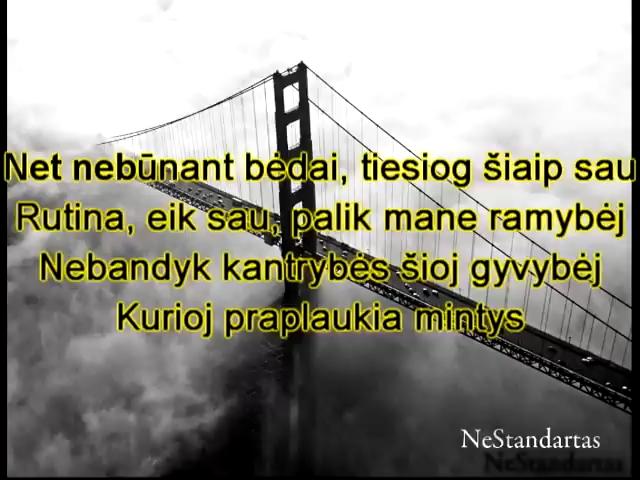 Net nebūnant bėdai, tiesiog šiaip sau
Rutina, eik sau, palik mane ramybėj
Nebandyk kantrybės šioj gyvybėj
Kurioj praplaukia mintys
NeStandartas
NeStandartas